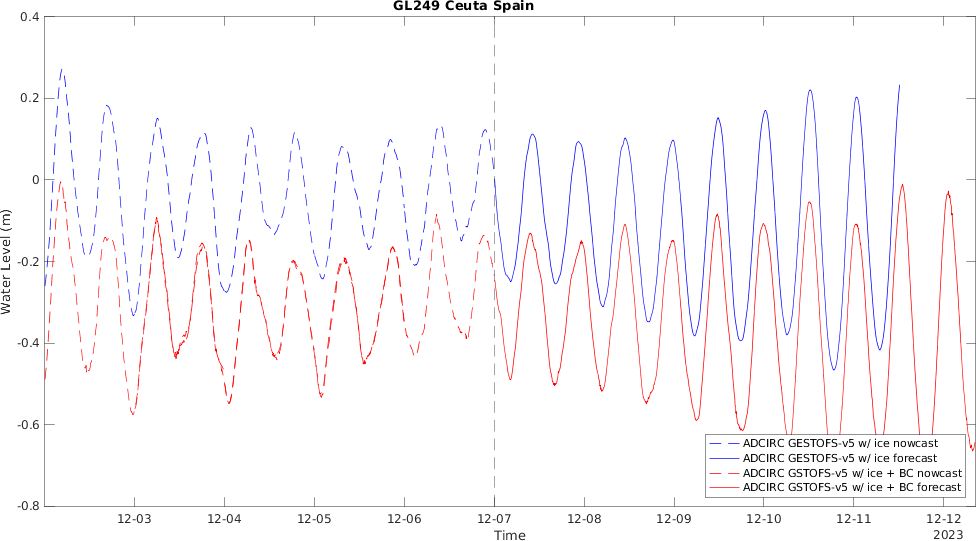 GL249 Ceuta Spain
Water Level (m)
0.4
0.2
0
-0.2
-0.4
-0.6
-0.8
ADCIRC GESTOFS-v5 w/ ice nowcast
ADCIRC GESTOFS-v5 w/ ice forecast
ADCIRC GSTOFS-v5 w/ ice + BC nowcast
ADCIRC GSTOFS-v5 w/ ice + BC forecast
12-03 12-04 12-05 12-06 12-07 12-08 12-09 12-10 12-11 12-12
Time
2023